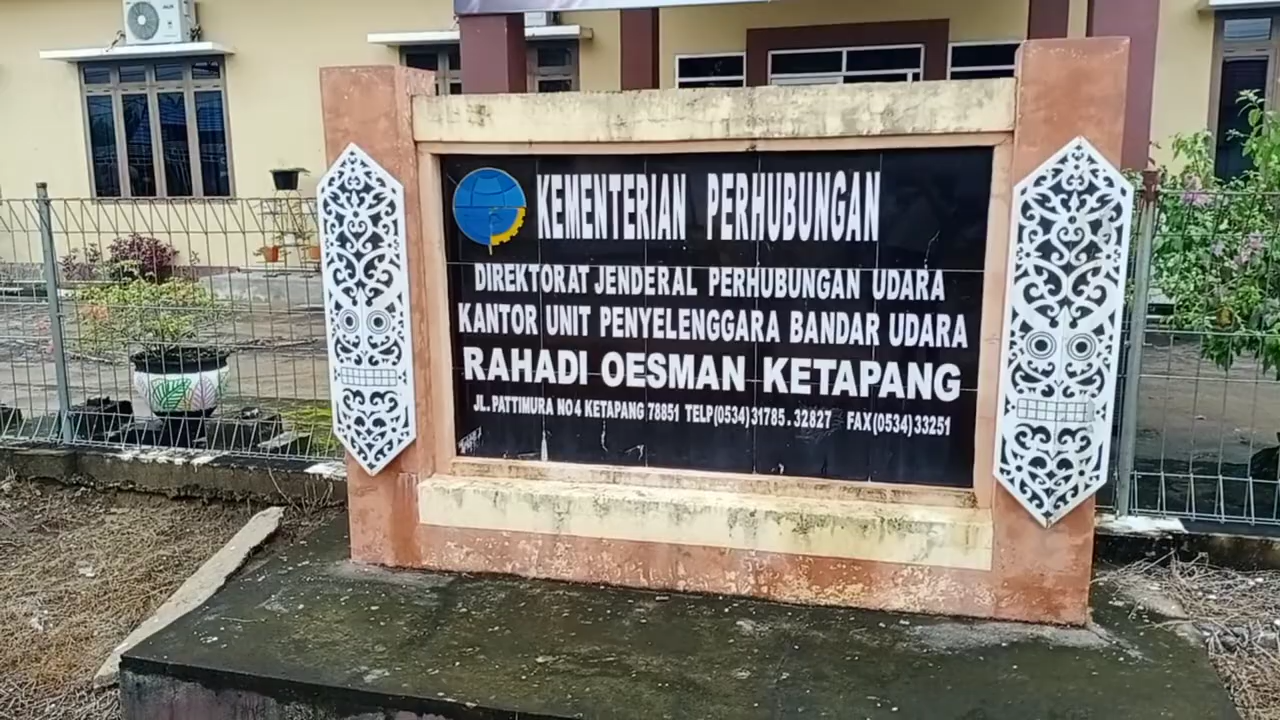 KEMENTERIAN PERHUBUNGAN
DIREKTORAT JENDERAL PERHUBUNGAN UDARA
KANTOR UNIT PENYELENGGARA BANDAR UDARA
RAHADI OESMAN KETAPANG
JL. PATTIMURA NO 4 KETAPANG 78851 TELP (0534) 31785. 32827 FAX (0534) 33251